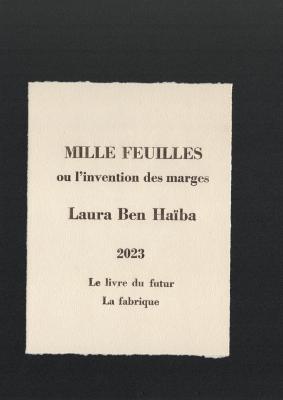 MILLE FEUILLES
ou l'invention des marges
Laura Ben Haïba
2023
Le livre du futur
La fabrique